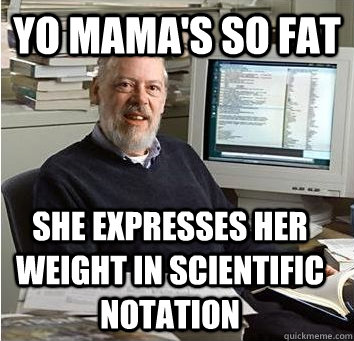 YO MAMA'S SO FAT
SHE EXPRESSES HER
WEIGHT IN SCIENTIFIC
NOTATION
quickmeme.com